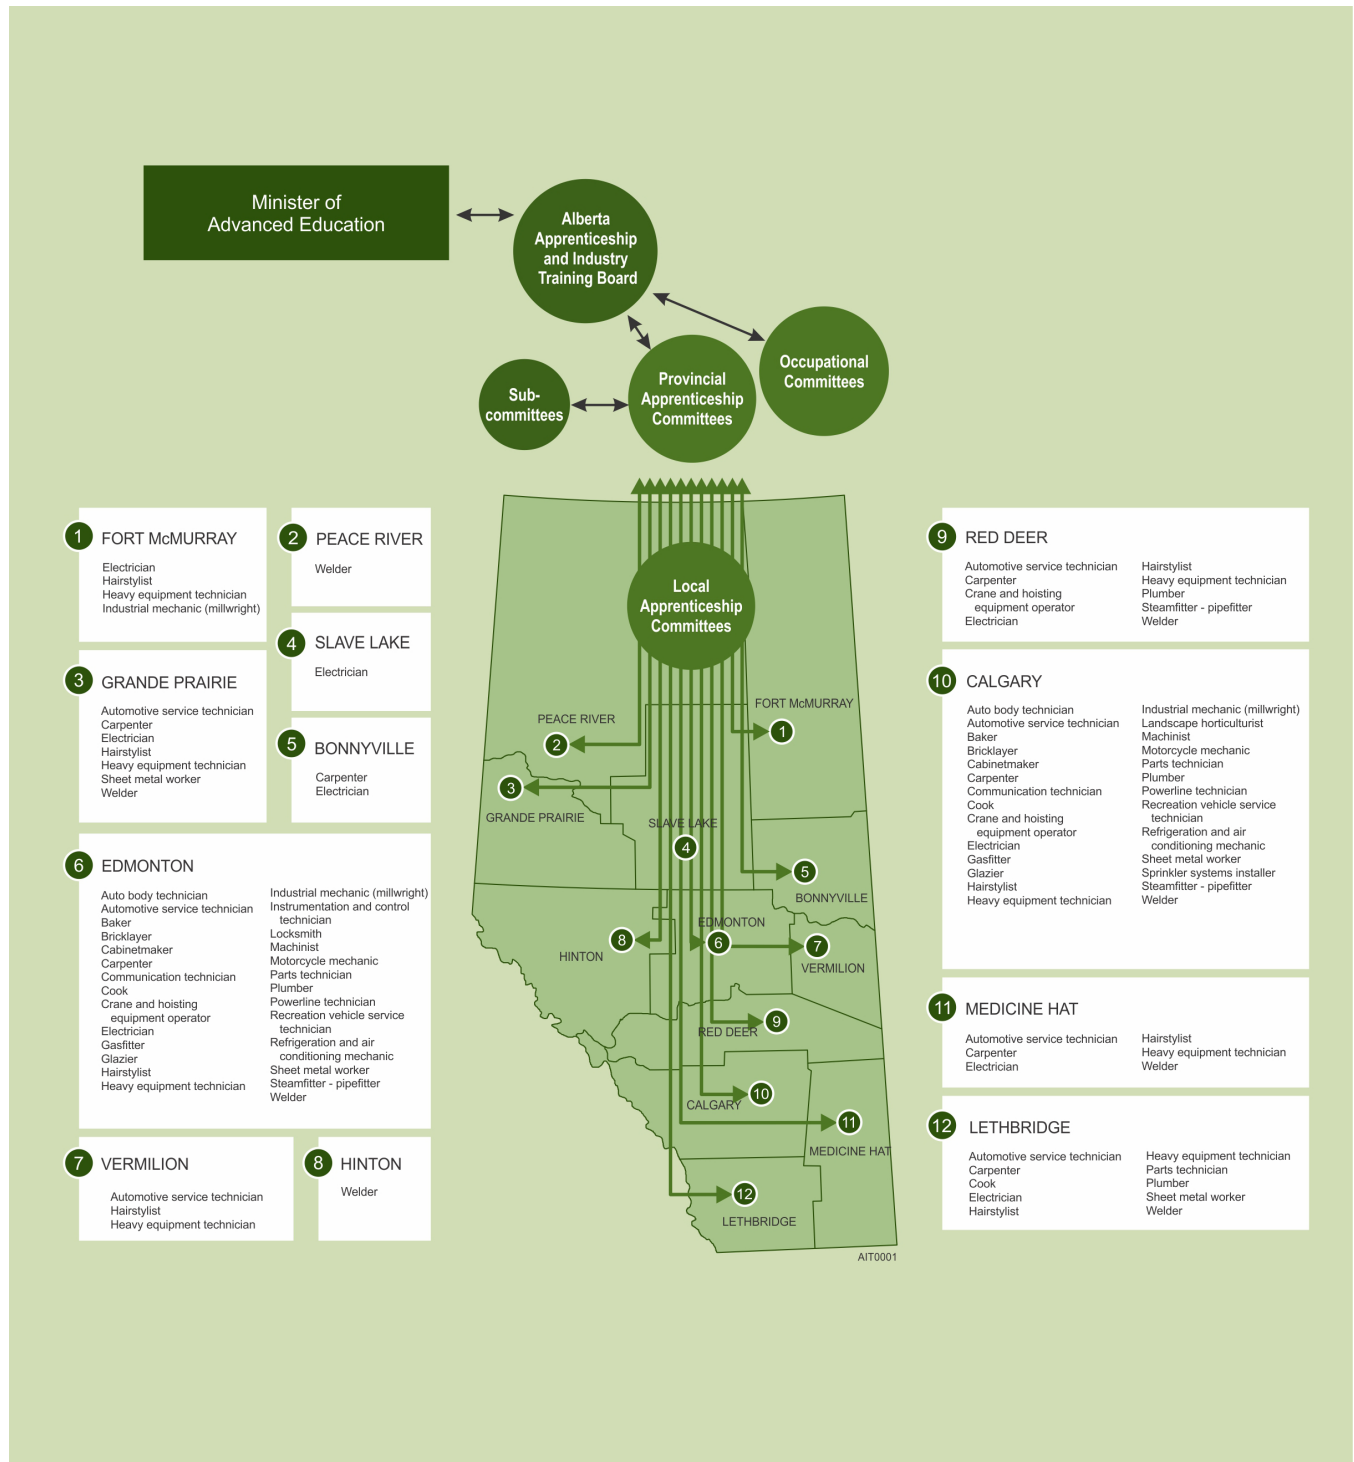 Minister of
Advanced Education
Alberta
Apprenticeship
and Industry
Training Board
Occupational
Committees
Provincial
Apprenticeship
Committees
Sub-
committees
Local
Apprenticeship
Committees
1 FORT McMURRAY
Electrician
Hairstylist
Heavy equipment technician
Industrial mechanic (millwright)
2 PEACE RIVER
Welder
3 GRANDE PRAIRIE
Automotive service technician
Carpenter
Electrician
Hairstylist
Heavy equipment technician
Sheet metal worker
Welder
4 SLAVE LAKE
Electrician
5 BONNYVILLE
Carpenter
Electrician
6 EDMONTON
Auto body technician
Automotive service technician
Baker
Bricklayer
Cabinetmaker
Carpenter
Communication technician
Cook
Crane and hoisting
equipment operator
Electrician
Gasfitter
Glazier
Hairstylist
Heavy equipment technician
Industrial mechanic (millwright)
Instrumentation and control
technician
Locksmith
Machinist
Motorcycle mechanic
Parts technician
Plumber
Powerline technician
Recreation vehicle service
technician
Refrigeration and air
conditioning mechanic
Sheet metal worker
Steamfitter - pipefitter
Welder
7 VERMILION
Automotive service technician
Hairstylist
Heavy equipment technician
8 HINTON
Welder
FORT McMURRAY
1
PEACE RIVER
2
3
GRANDE PRAIRIE
SLAVE LAKE
4
5
BONNYVILLE
EDMONTON
6
7
VERMILION
8
HINTON
9
RED DEER
10
CALGARY
11
MEDICINE HAT
12
LETHBRIDGE
AIT0001
9 RED DEER
Automotive service technician
Carpenter
Crane and hoisting
equipment operator
Electrician
Hairstylist
Heavy equipment technician
Plumber
Steamfitter - pipefitter
Welder
10 CALGARY
Auto body technician
Automotive service technician
Baker
Bricklayer
Cabinetmaker
Carpenter
Communication technician
Cook
Crane and hoisting
equipment operator
Electrician
Gasfitter
Glazier
Hairstylist
Heavy equipment technician
Industrial mechanic (millwright)
Landscape horticulturist
Machinist
Motorcycle mechanic
Parts technician
Plumber
Powerline technician
Recreation vehicle service
technician
Refrigeration and air
conditioning mechanic
Sheet metal worker
Sprinkler systems installer
Steamfitter - pipefitter
Welder
11 MEDICINE HAT
Automotive service technician
Carpenter
Electrician
Hairstylist
Heavy equipment technician
Welder
12 LETHBRIDGE
Automotive service technician
Carpenter
Cook
Electrician
Hairstylist
Heavy equipment technician
Parts technician
Plumber
Sheet metal worker
Welder